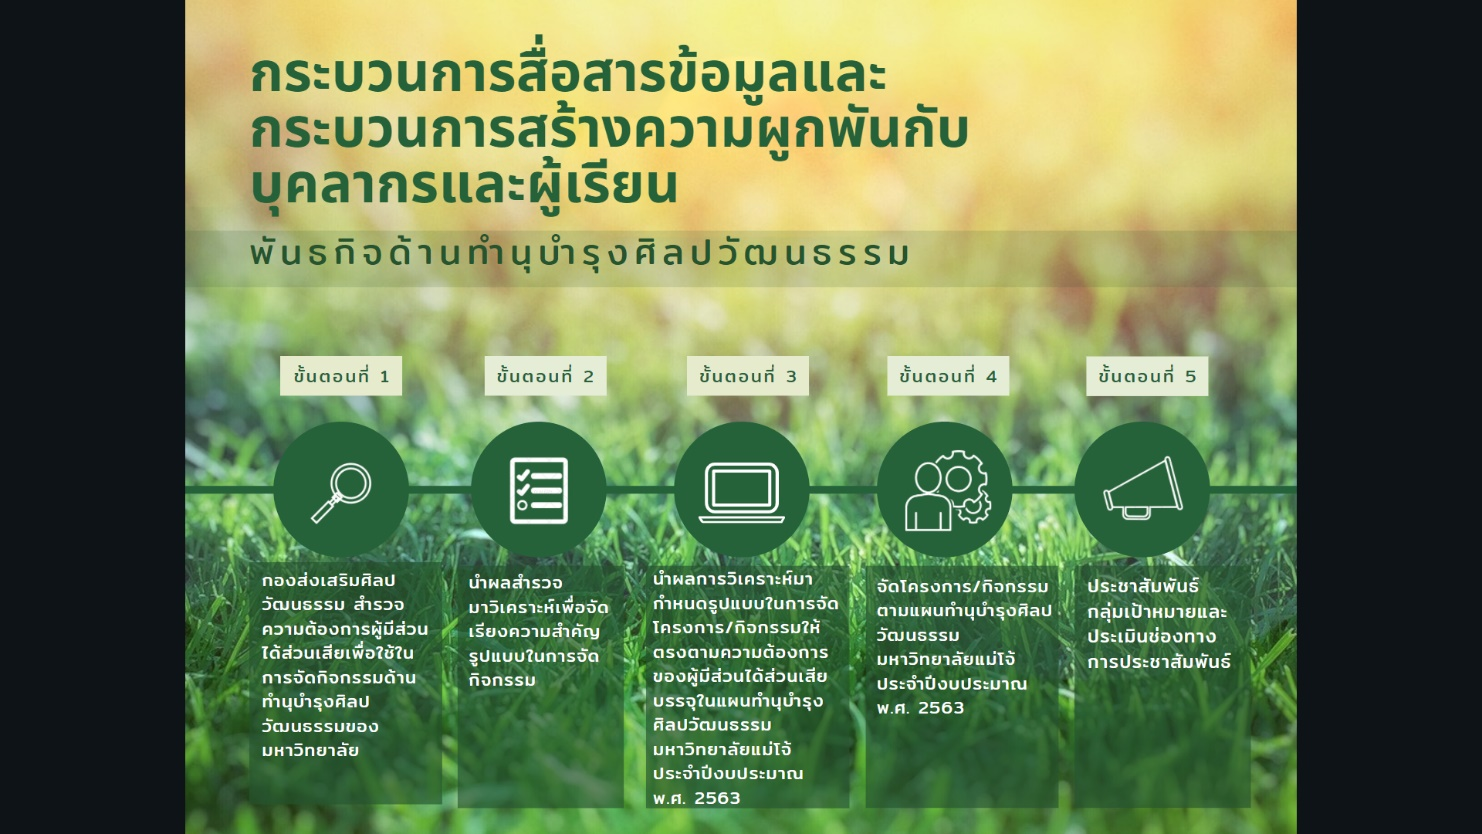 กระบวนการสื่อสารข้อมูลและ
กระบวนการสร้างความผูกพันกับ
บุคลากรและผู้เรียน
พันธกิจด้านทำนุบำรุงศิลปวัฒนธรรม
ขั้นตอนที่ 1
กองส่งเสริมศิลป
วัฒนธรรม สำรวจ
ความต้องการผู้มีส่วน
ได้ส่วนเสียเพื่อใช้ใน
การจัดกิจกรรมด้าน
ทำนุบำรุงศิลป
วัฒนธรรมของ
มหาวิทยาลัย
ขั้นตอนที่ 2
นำผลสำรวจ
มาวิเคราะห์เพื่อจัด
เรียงความสำคัญ
รูปแบบในการจัด
กิจกรรม
ขั้นตอนที่ 3
นำผลการวิเคราะห์มา
กำหนดรูปแบบในการจัด
โครงการ/กิจกรรมให้
ตรงตามความต้องการ
ของผู้มีส่วนได้ส่วนเสีย
บรรจุในแผนทำนุบำรุง
ศิลปวัฒนธรรม
มหาวิทยาลัยแม่โจ้
ประจำปีงบประมาณ
พ.ศ. 2563
ขั้นตอนที่ 4
จัดโครงการ/กิจกรรม
ตามแผนทำนุบำรุงศิลป
วัฒนธรรม
มหาวิทยาลัยแม่โจ้
ประจำปีงบประมาณ
พ.ศ. 2563
ขั้นตอนที่ 5
ประชาสัมพันธ์
กลุ่มเป้าหมายและ
ประเมินช่องทาง
การประชาสัมพันธ์